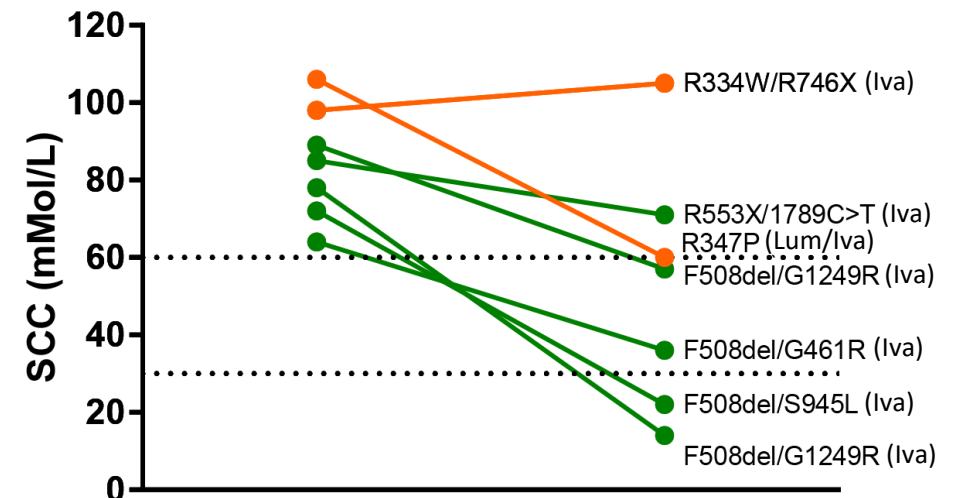 120
100
80
60
40
20
0
SCC (mMol/L)
R334W/R746X (Iva)
R553X/1789C>T (Iva)
R347P (Lum/Iva)
F508del/G1249R (Iva)
F508del/G461R (Iva)
F508del/S945L (Iva)
F508del/G1249R (Iva)